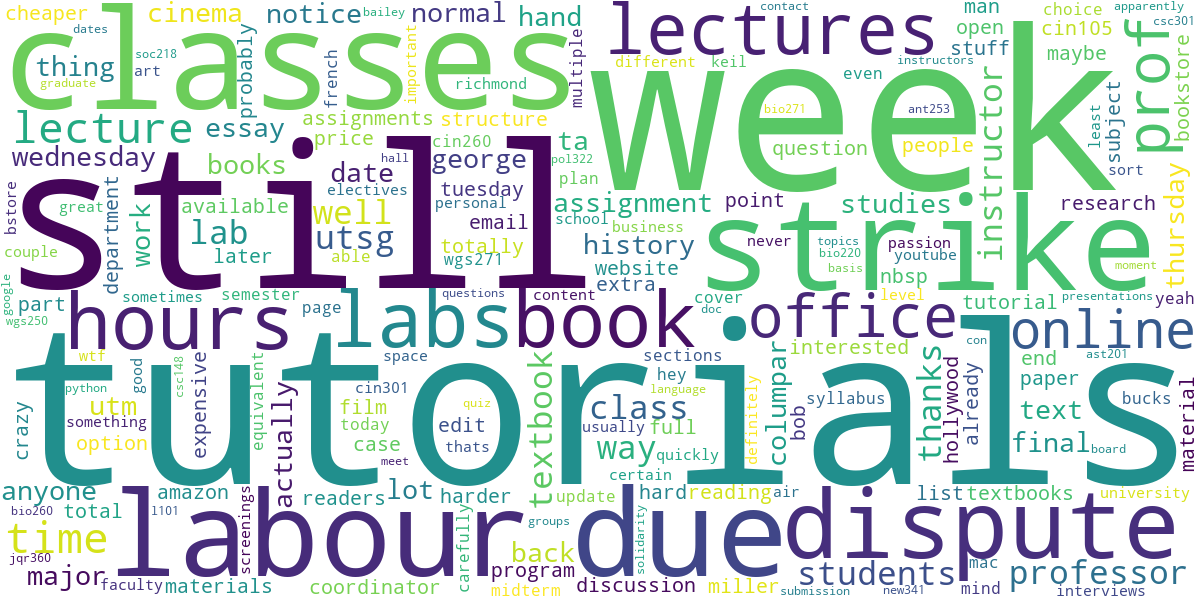 cheaper
cinema
notice
bailey
normal
hand
lectures
contact
man
choice
apparently
dates
classes
open
cin105
csc301
soc218
thing
art
probably
french
important
richmond
multiple
different
keil
stuff
maybe
prof
bookstore
graduate
even
instructors
week
lecture
essay
assignments
structure
price
cin260
ta
bio271
ant253
question
people
instructor
least
subject
wednesday
books
still
hall
george
pol322
date
plan
sort
bstore
department
electives
tuesday
personal
school
assignment
point
studies
research
thursday
great
available
work
well
email
business
never
strike
lab
utsg
totally
history
topics
passion
couple
later
able
wgs271
website
bio220
youtube
basis
nbsp
moment
extra
level
google
wgs250
part
sometimes
semester
page
questions
content
cover
doc
office
tutorial
presentations
yeah
hours
labs
book
online
con
tutorials
wtf
good
csc148
expensive
equivalent
space
sections
hey
interested
end
ast201
python
cin301
language
columpar
thanks
hollywood
already
paper
bucks
crazy
utm
something
film
today
quiz
textbook
class
definitely
bob
syllabus
text
material
option
actually
case
edit
thats
usually
full
way
quickly
final
board
meet
certain
anyone
amazon
readers
lot
harder
update
hard
reading
air
list
textbooks
university
bio260
total
l101
screenings
labour
carefully
groups
due
solidarity
dispute
time
jqr360
back
major
program
discussion
students
mac
professor
faculty
materials
coordinator
midterm
miller
submission
new341
mind
interviews